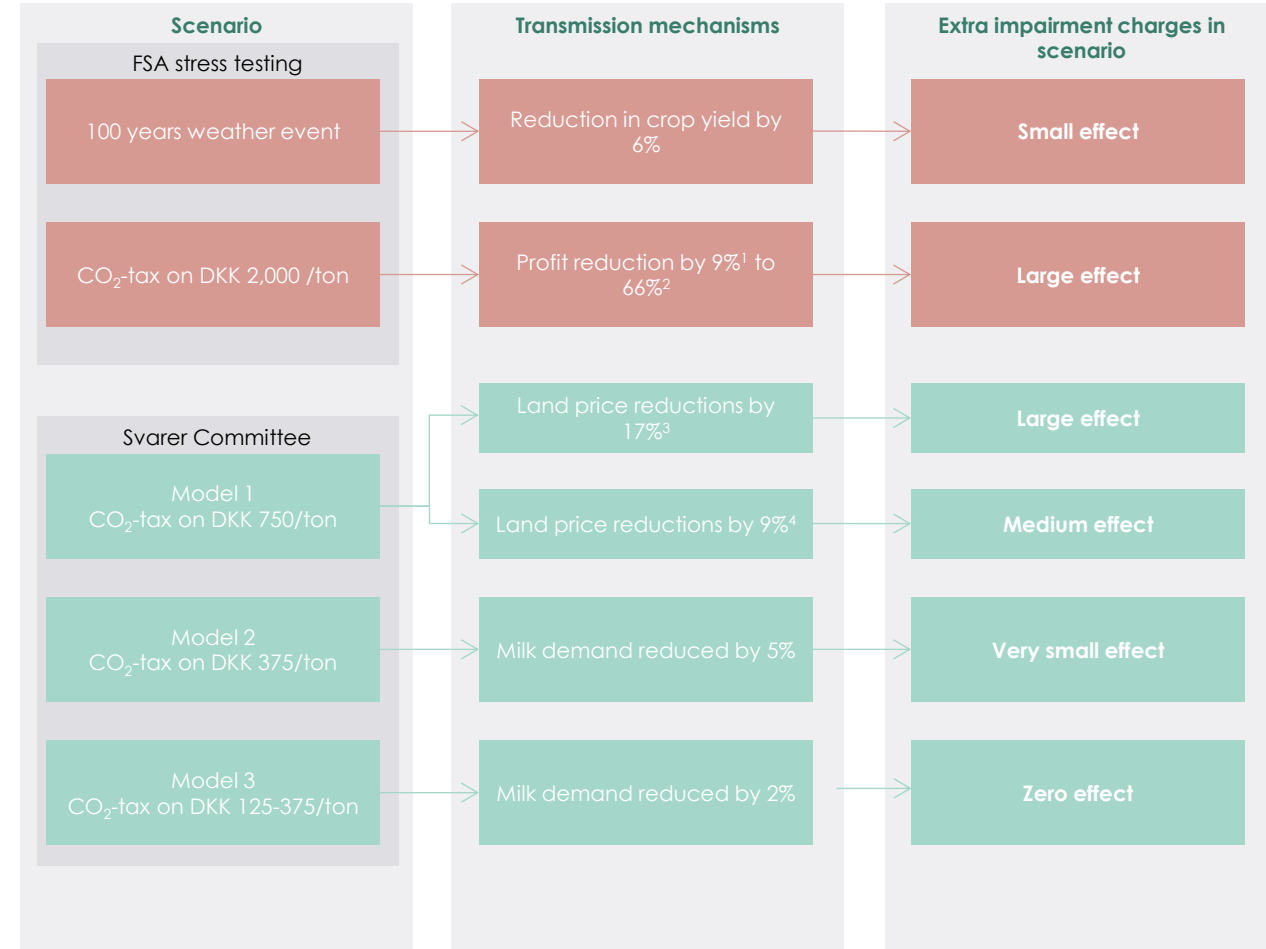 Scenario
Transmission mechanisms
Extra impairment charges in
scenario
FSA stress testing
100 years weather event
Reduction in crop yield by
6%
Small effect
CO₂-tax on DKK 2,000 /ton
Profit reduction by 9%¹ to
66%²
Large effect
Svarer Committee
Model 1
CO₂-tax on DKK 750/ton
Land price reductions by
17%³
Large effect
Land price reductions by 9%⁴
Medium effect
Model 2
CO₂-tax on DKK 375/ton
Milk demand reduced by 5%
Very small effect
Model 3
CO₂-tax on DKK 125-375/ton
Milk demand reduced by 2%
Zero effect